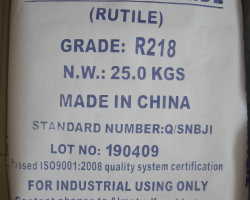 (RUTILE)
GRADE: R218
N.W.: 25.0 KGS
MADE IN CHINA
STANDARD NUMBER:Q/SNBJI
LOT NO: 190409
Passed ISO9001:2008 quality system certification
FOR INDUSTRIAL USING ONLY